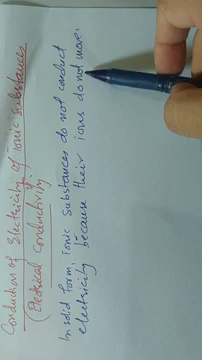 Conduction of Electricity of ionic substances
(Electrical Conductivity)
In solid form, ionic substances do not conduct
electricity because their ions do not move.